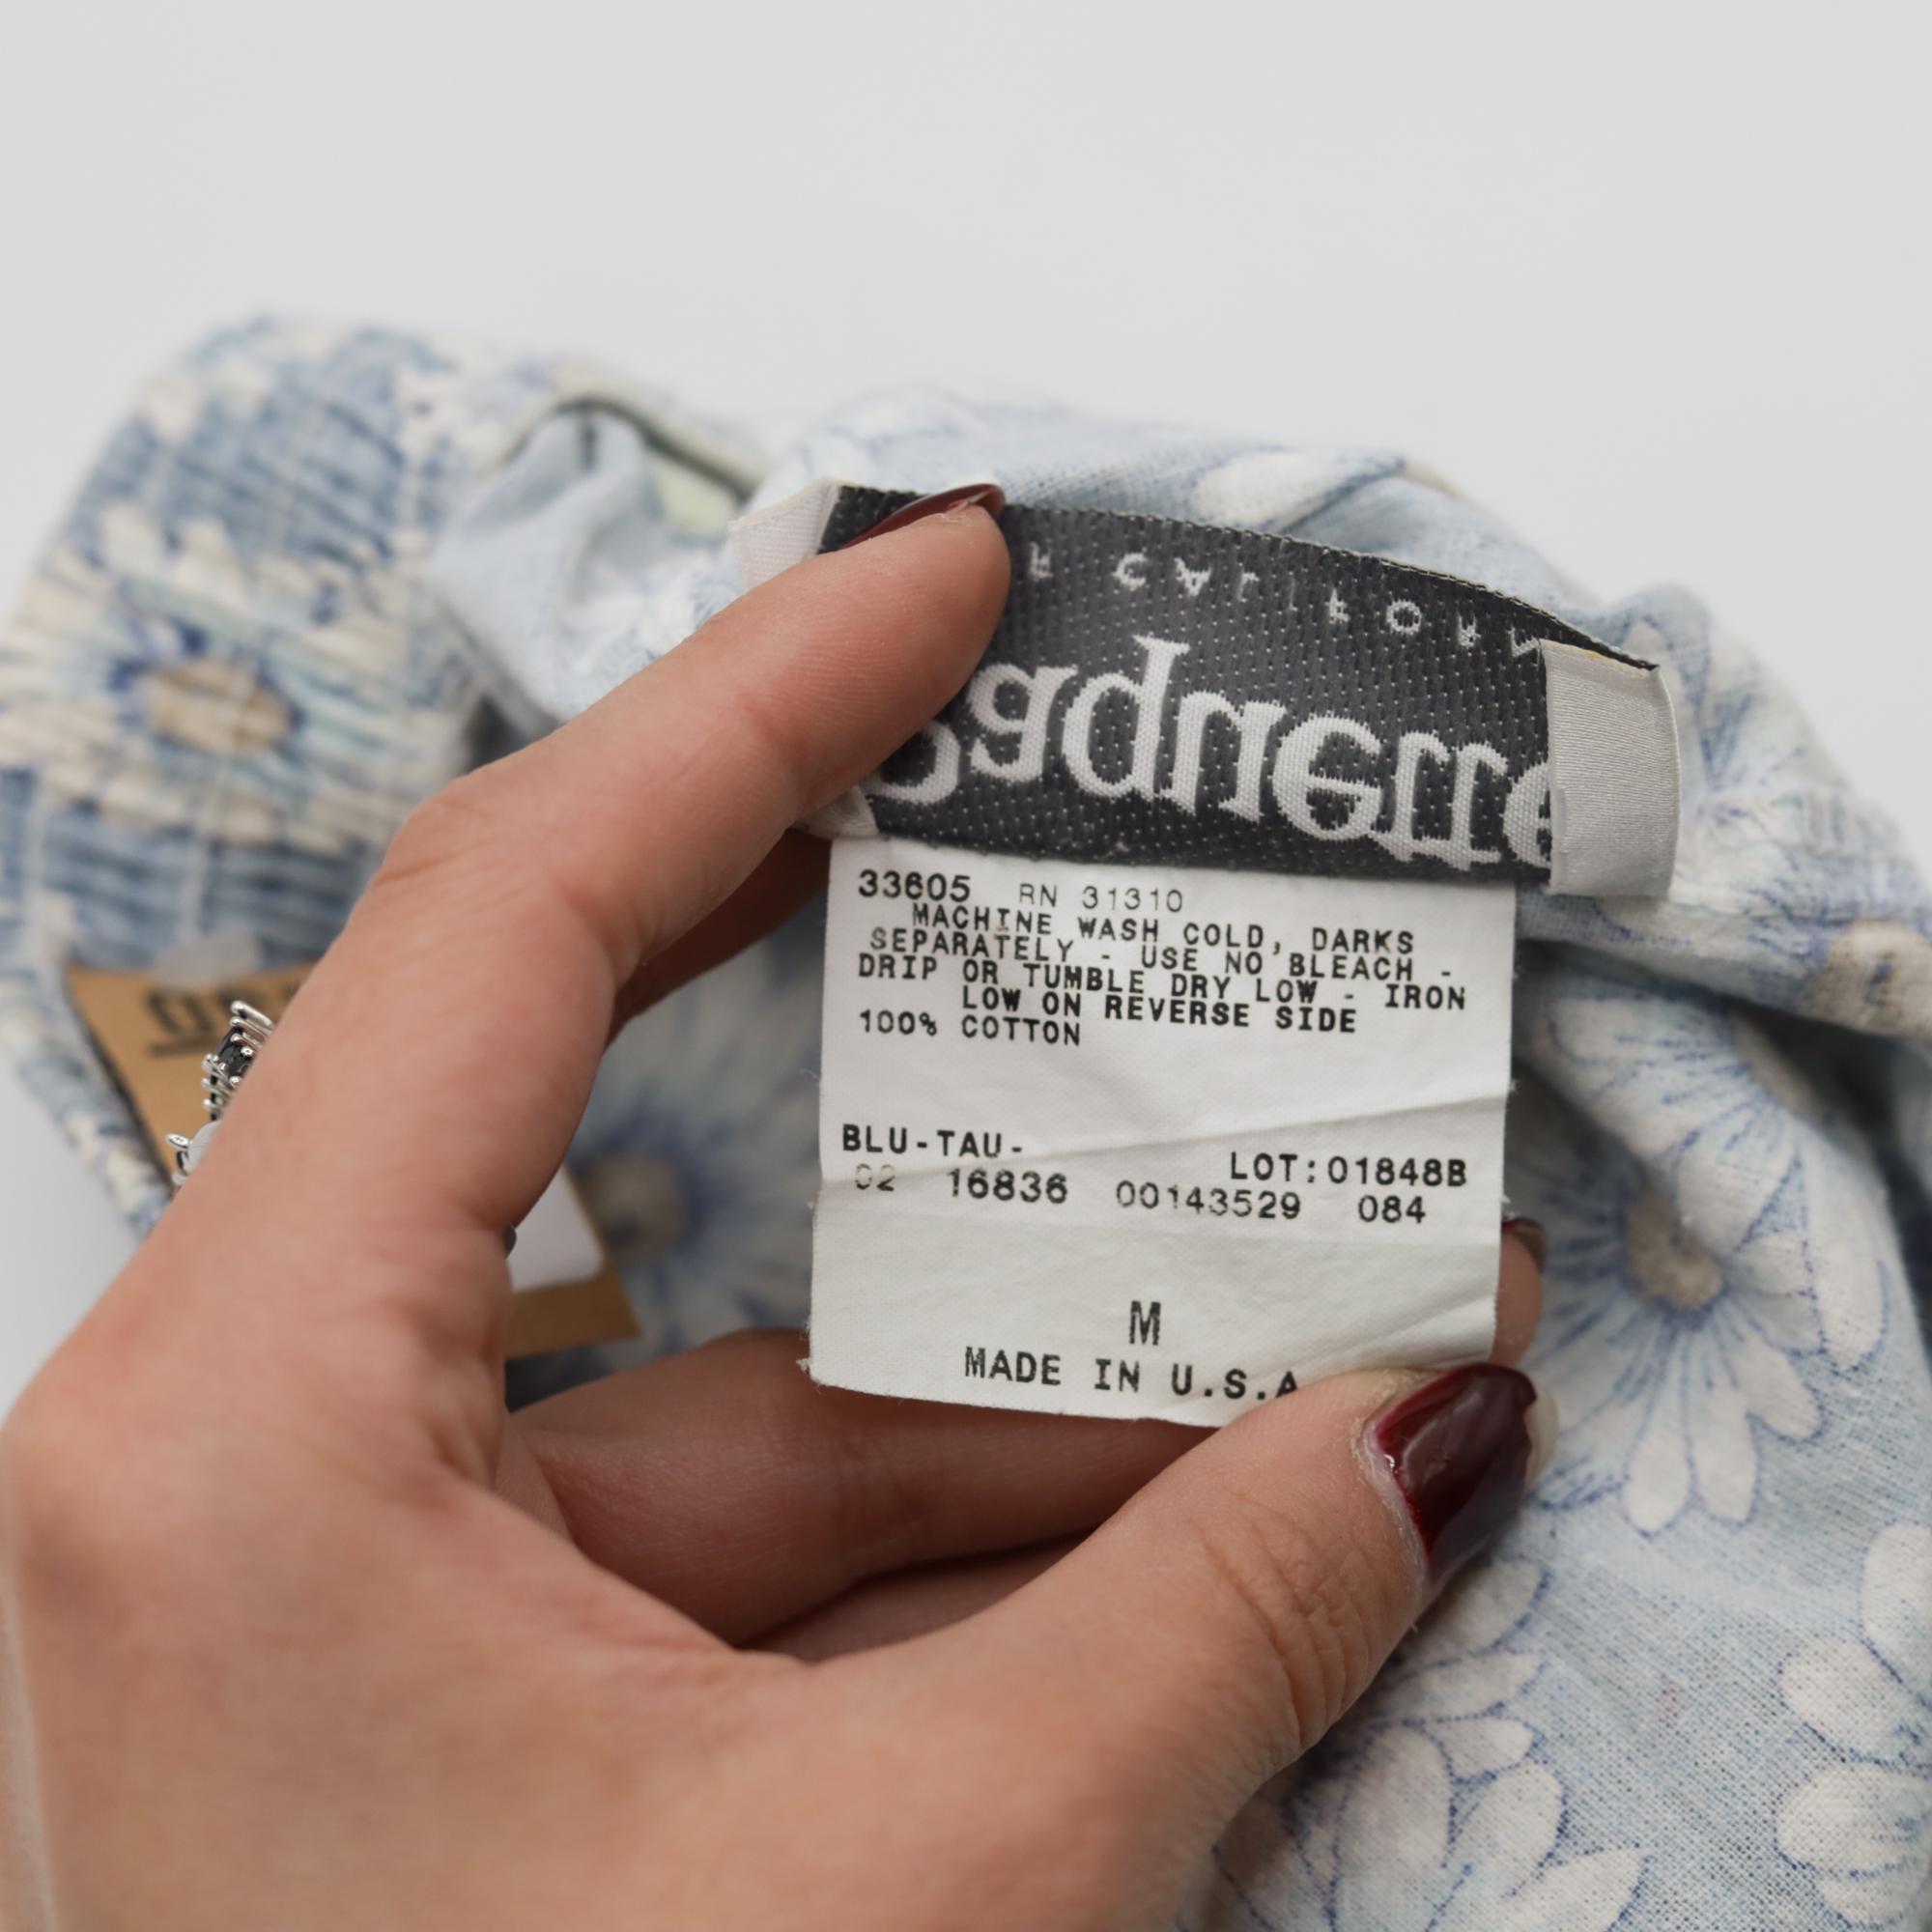 CALIFORN
33605 RN 31310
MACHINE WASH COLD, DARKS
SEPARATELY - USE NO BLEACH -
DRIP OR TUMBLE DRY LOW - IRON
LOW ON REVERSE SIDE
100% COTTON
BLU-TAU-
LOT:01848B
02 16836 00143529 084
M
MADE IN U.S.A